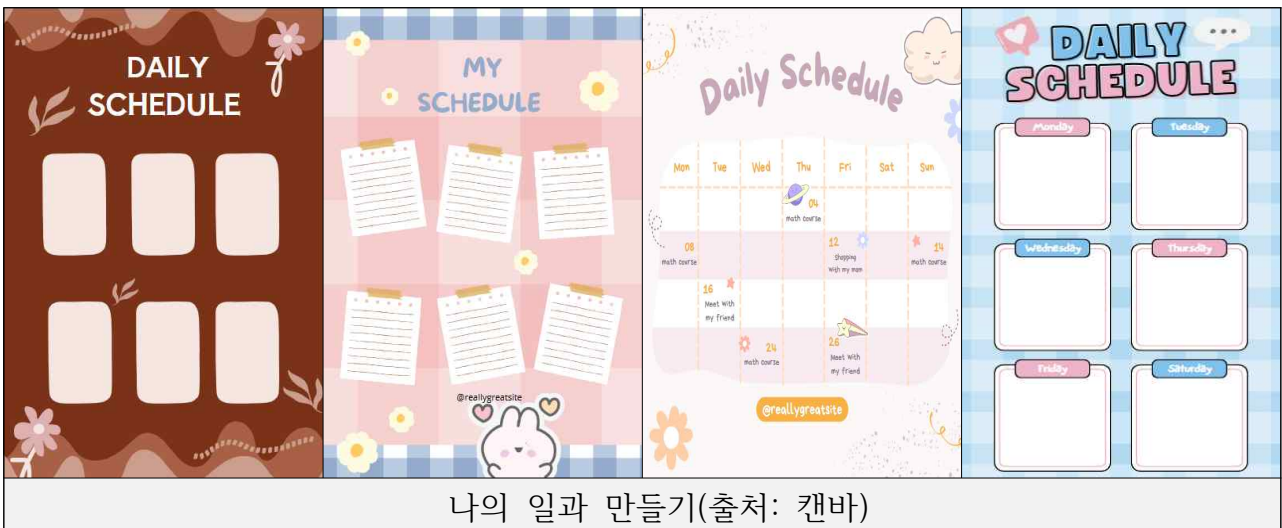 DAILY
SCHEDULE
MY
SCHEDULE
@reallygreatsite
Daily Schedule
Mon Tue Wed Thu Fri Sat Sun
04
math course
08
math course
12
Shopping
with my mom
14
math course
16
Meet With
my friend
24
math course
26
Meet With
my friend
@reallygreatsite
DAILY
SCHEDULE
Monday
Tuesday
Wednesday
Thursday
Friday
Saturday
나의 일과 만들기(출처: 캔바)